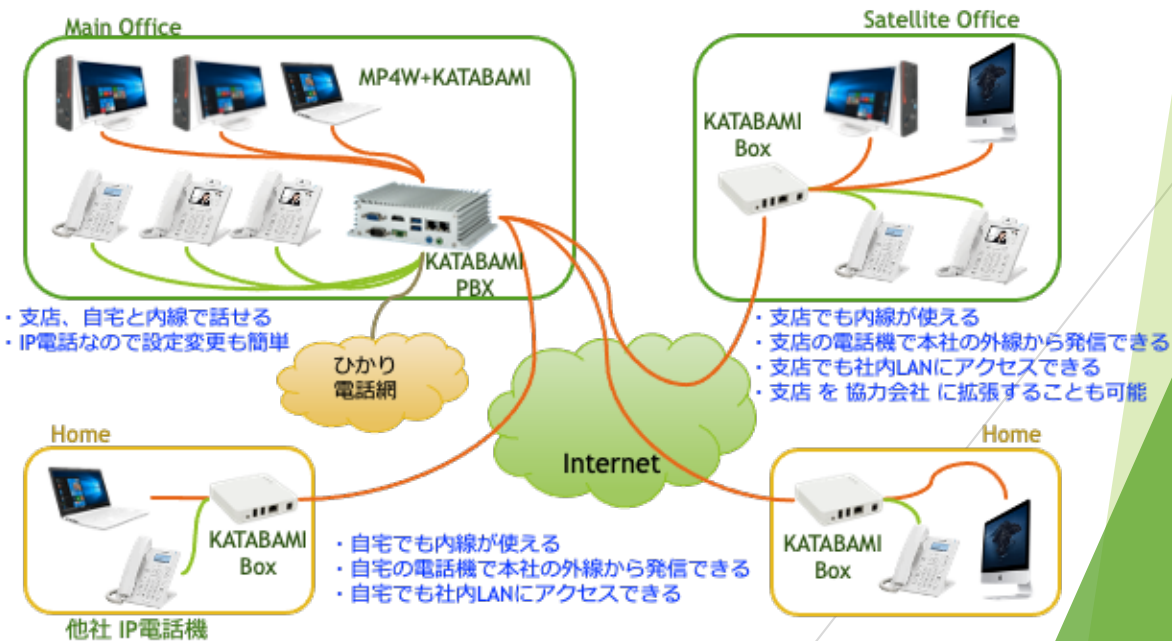 Main Office
MP4W+KATABAMI
KATABAMI
PBX
・支店、自宅と内線で話せる
・IP電話なので設定変更も簡単
ひかり
電話網
Satellite Office
KATABAMI
Box
・支店でも内線が使える
・支店の電話機で本社の外線から発信できる
・支店でも社内LANにアクセスできる
・支店 を 協力会社 に拡張することも可能
Internet
Home
KATABAMI
Box
他社 IP電話機
・自宅でも内線が使える
・自宅の電話機で本社の外線から発信できる
・自宅でも社内LANにアクセスできる
Home
KATABAMI
Box